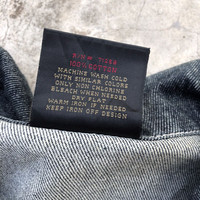 100% COTTON
MACHINE WASH COLD
WITH SIMILAR COLORS
ONLY NON CHLORINE
BLEACH WHEN NEEDED
DRY FLAT
WARM IRON IF NEEDED
KEEP IRON OFF DESIGN